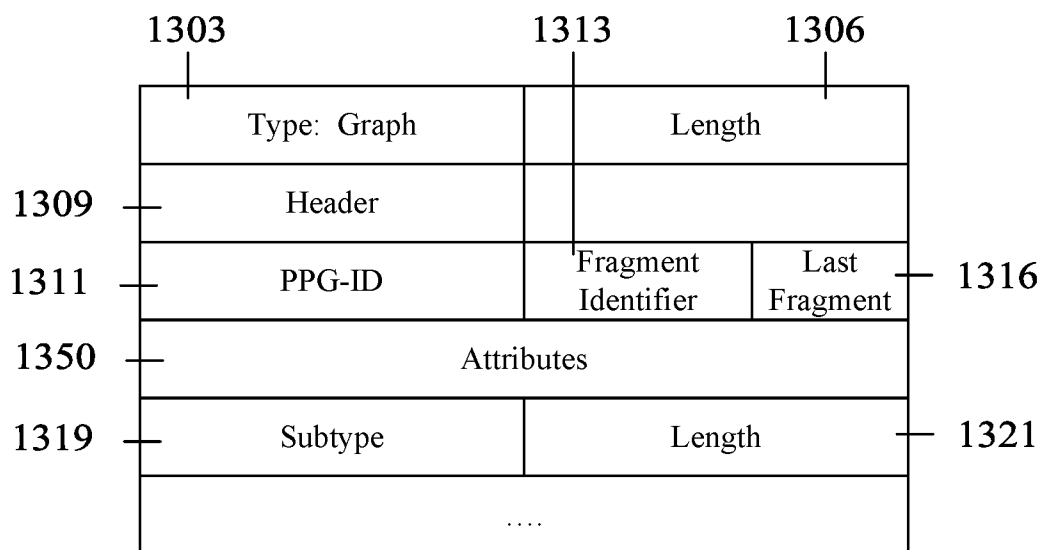 1303 1313 1306
Type: Graph Length
1309 Header
1311 PPG-ID Fragment Identifier Last Fragment 1316
1350 Attributes
1319 Subtype Length 1321
....